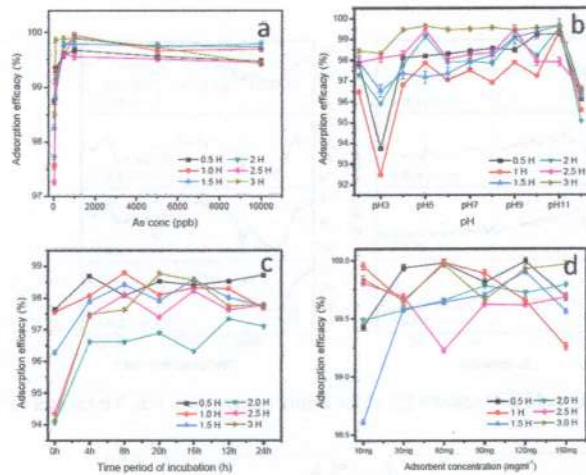 a
Adsorption efficacy (%)
100
99
98
97
0.5 H
2 H
1.0 H
2.5 H
1.5 H
3 H
0
2000
4000
6000
8000
10000
As conc (ppb)
b
Adsorption efficacy (%)
100
99
98
97
96
95
94
93
92
0.5 H
2 H
1 H
2.5 H
1.5 H
3 H
pH3
pH5
pH7
pH9
pH11
pH
c
Adsorption efficacy (%)
99
98
97
96
95
94
0.5 H
2.0 H
1.0 H
2.5 H
1.5 H
3 H
0h
4h
8h
20h
16h
12h
24h
Time period of incubation (h)
d
Adsorbent efficacy (%)
99.5
99.0
0.5 H
2.0 H
1 H
2.5 H
1.5 H
3.0 H
10mg
30mg
60mg
90mg
120mg
150mg
Adsorbent concentration (mgml⁻¹)